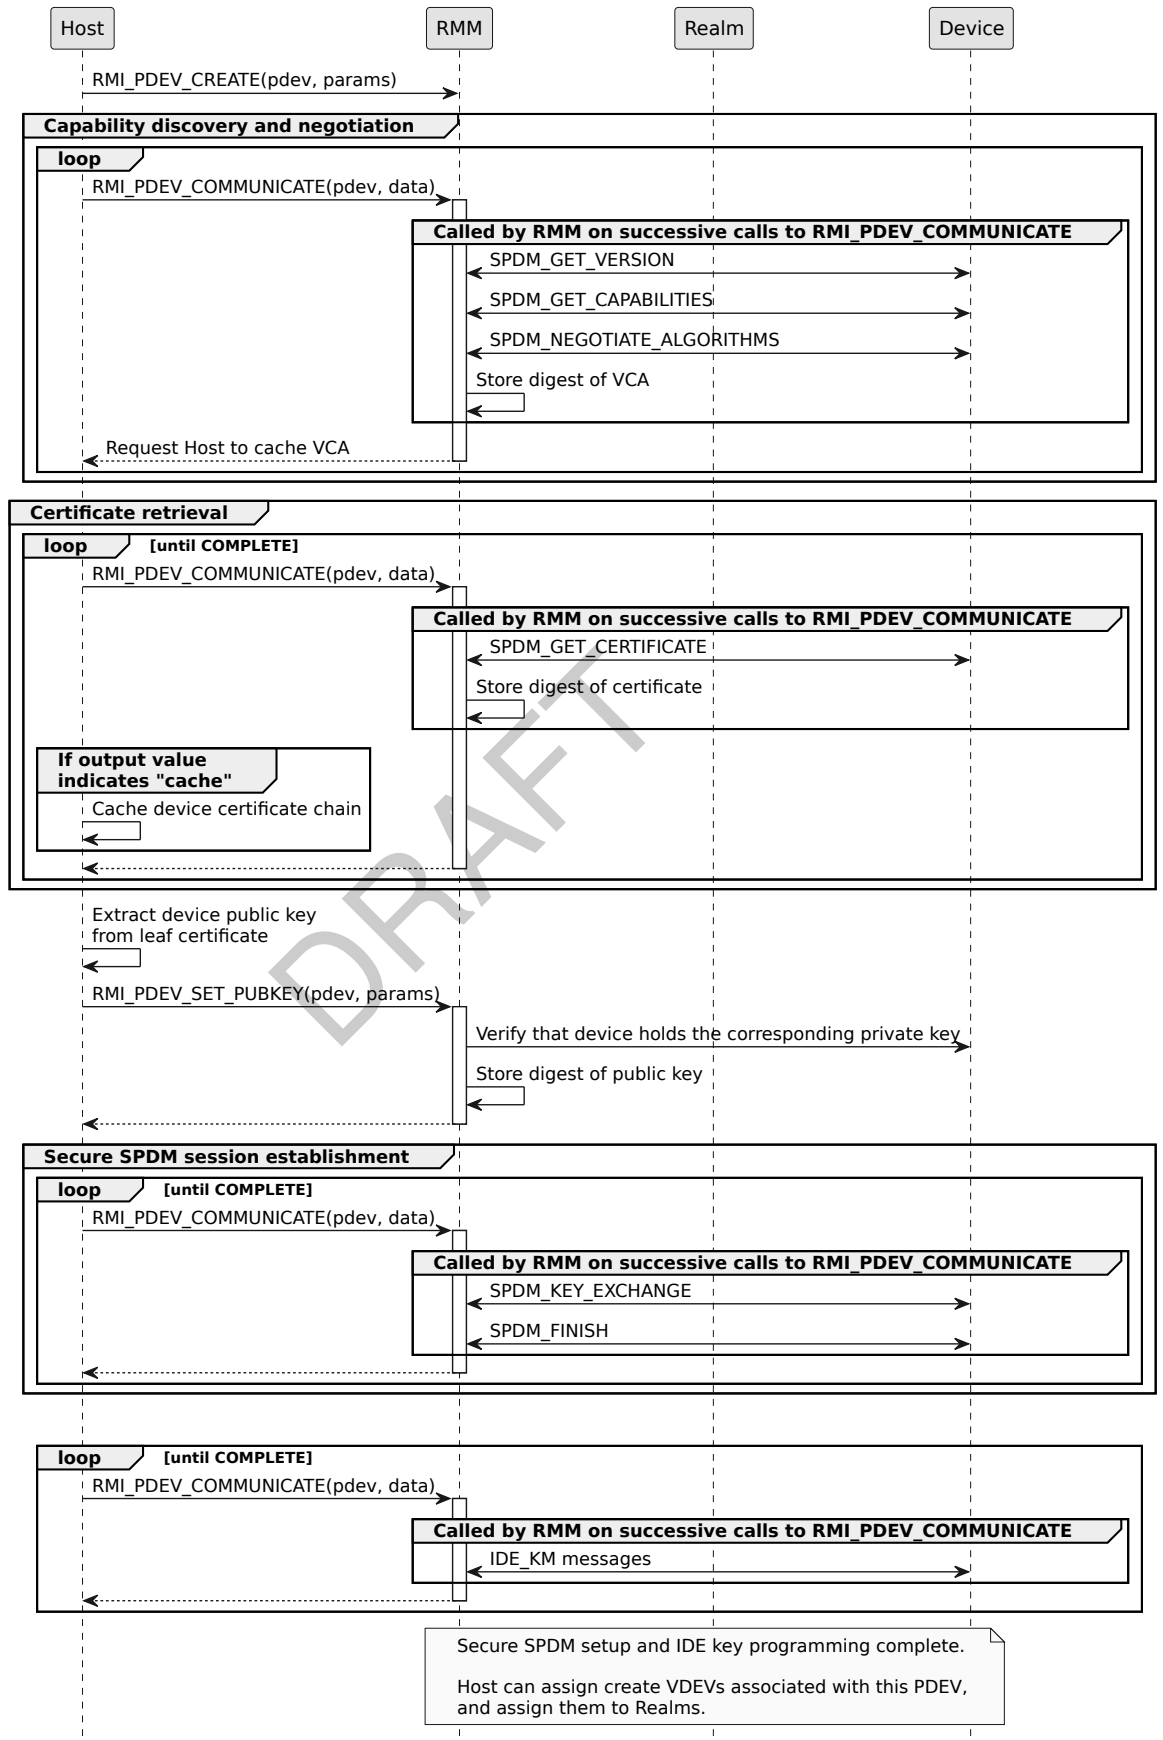 Host
RMM
Realm
Device
RMI_PDEV_CREATE(pdev, params)
Capability discovery and negotiation
loop
RMI_PDEV_COMMUNICATE(pdev, data)
Called by RMM on successive calls to RMI_PDEV_COMMUNICATE
SPDM_GET_VERSION
SPDM_GET_CAPABILITIES
SPDM_NEGOTIATE_ALGORITHMS
Store digest of VCA
Request Host to cache VCA
Certificate retrieval
loop [until COMPLETE]
RMI_PDEV_COMMUNICATE(pdev, data)
Called by RMM on successive calls to RMI_PDEV_COMMUNICATE
SPDM_GET_CERTIFICATE
Store digest of certificate
If output value
indicates "cache"
Cache device certificate chain
DRAFT
Extract device public key
from leaf certificate
RMI_PDEV_SET_PUBKEY(pdev, params)
Verify that device holds the corresponding private key
Store digest of public key
Secure SPDM session establishment
loop [until COMPLETE]
RMI_PDEV_COMMUNICATE(pdev, data)
Called by RMM on successive calls to RMI_PDEV_COMMUNICATE
SPDM_KEY_EXCHANGE
SPDM_FINISH
loop [until COMPLETE]
RMI_PDEV_COMMUNICATE(pdev, data)
Called by RMM on successive calls to RMI_PDEV_COMMUNICATE
IDE_KM messages
Secure SPDM setup and IDE key programming complete.
Host can assign create VDEVs associated with this PDEV,
and assign them to Realms.